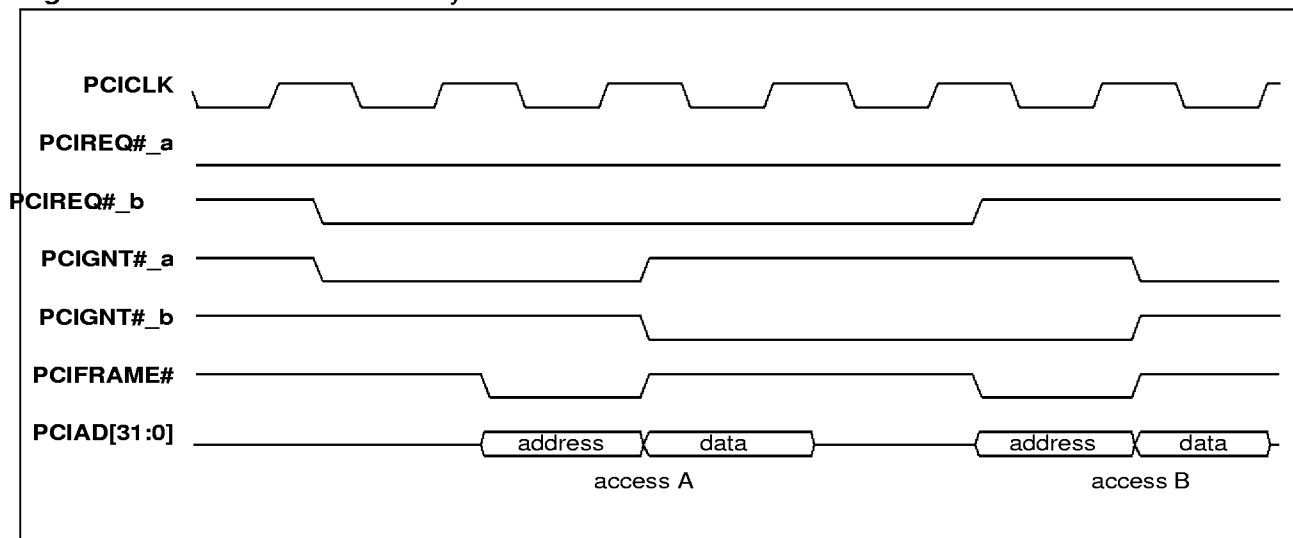 PCICLK
PCIREQ#_a
PCIREQ#_b
PCIGNT#_a
PCIGNT#_b
PCIFRAME#
PCIAD[31:0]
address data address data
access A access B